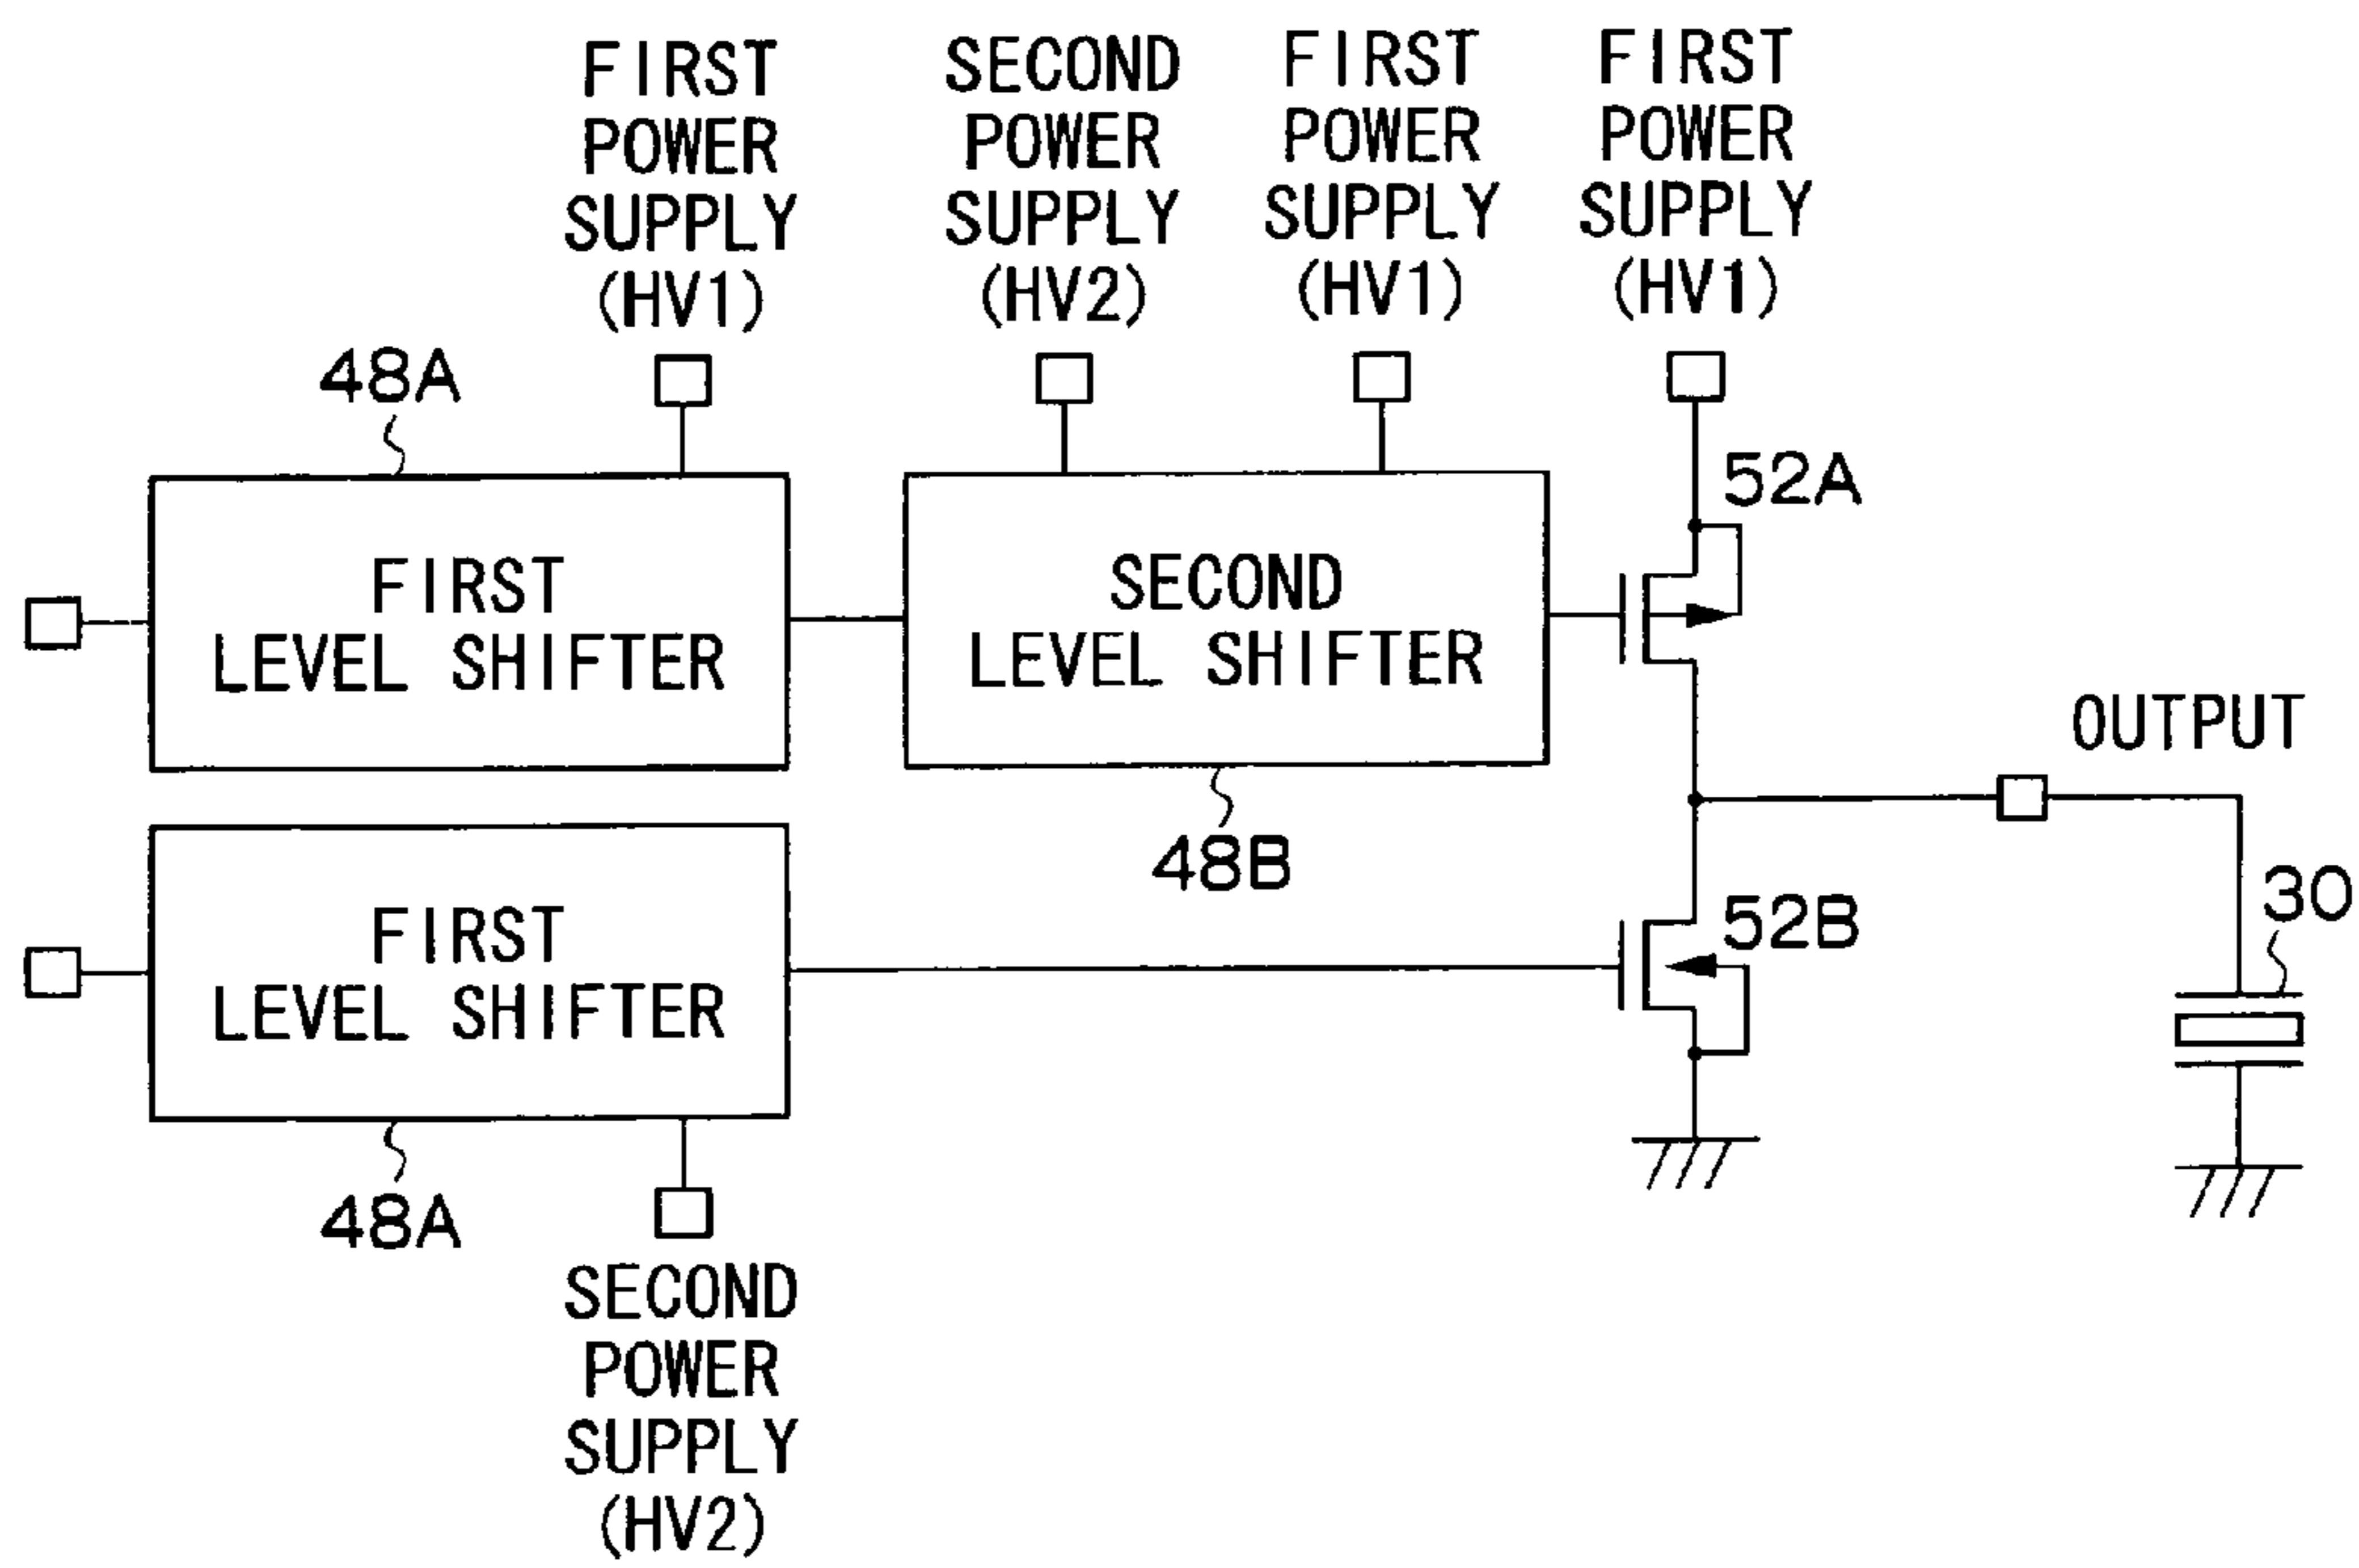 FIRST
POWER
SUPPLY
(HV1)
SECOND
POWER
SUPPLY
(HV2)
FIRST
POWER
SUPPLY
(HV1)
FIRST
POWER
SUPPLY
(HV1)
48A
52A
FIRST
LEVEL SHIFTER
SECOND
LEVEL SHIFTER
OUTPUT
48B
30
52B
FIRST
LEVEL SHIFTER
48A
SECOND
POWER
SUPPLY
(HV2)